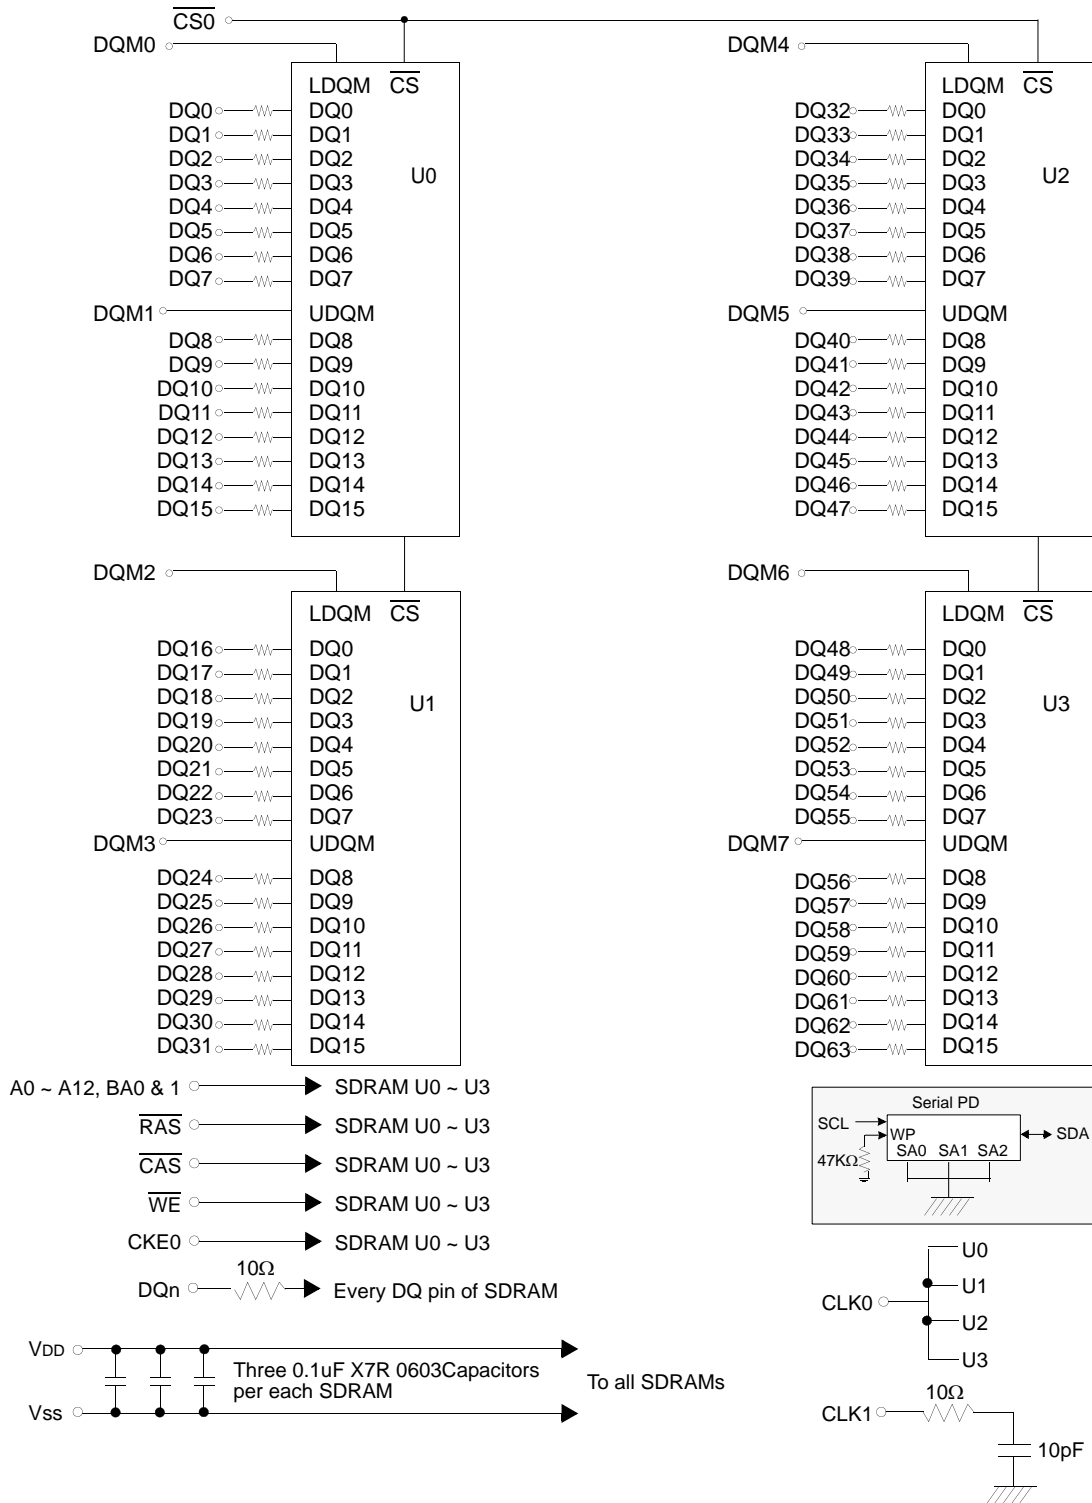 CS0
DQM0
LDQM CS
DQ0 DQ0
DQ1 DQ1
DQ2 DQ2
U0
DQ3 DQ3
DQ4 DQ4
DQ5 DQ5
DQ6 DQ6
DQ7 DQ7
DQM1 UDQM
DQ8 DQ8
DQ9 DQ9
DQ10 DQ10
DQ11 DQ11
DQ12 DQ12
DQ13 DQ13
DQ14 DQ14
DQ15 DQ15
DQM2
LDQM CS
DQ16 DQ0
DQ17 DQ1
DQ18 DQ2
U1
DQ19 DQ3
DQ20 DQ4
DQ21 DQ5
DQ22 DQ6
DQ23 DQ7
DQM3 UDQM
DQ24 DQ8
DQ25 DQ9
DQ26 DQ10
DQ27 DQ11
DQ28 DQ12
DQ29 DQ13
DQ30 DQ14
DQ31 DQ15
DQM4
LDQM CS
DQ32 DQ0
DQ33 DQ1
DQ34 DQ2
U2
DQ35 DQ3
DQ36 DQ4
DQ37 DQ5
DQ38 DQ6
DQ39 DQ7
DQM5 UDQM
DQ40 DQ8
DQ41 DQ9
DQ42 DQ10
DQ43 DQ11
DQ44 DQ12
DQ45 DQ13
DQ46 DQ14
DQ47 DQ15
DQM6
LDQM CS
DQ48 DQ0
DQ49 DQ1
DQ50 DQ2
U3
DQ51 DQ3
DQ52 DQ4
DQ53 DQ5
DQ54 DQ6
DQ55 DQ7
DQM7 UDQM
DQ56 DQ8
DQ57 DQ9
DQ58 DQ10
DQ59 DQ11
DQ60 DQ12
DQ61 DQ13
DQ62 DQ14
DQ63 DQ15
A0 ~ A12, BA0 & 1 SDRAM U0 ~ U3
RAS SDRAM U0 ~ U3
CAS SDRAM U0 ~ U3
WE SDRAM U0 ~ U3
CKE0 SDRAM U0 ~ U3
10Ω
DQn Every DQ pin of SDRAM
VDD
Three 0.1uF X7R 0603Capacitors
per each SDRAM
To all SDRAMs
Vss
Serial PD
SCL
WP
SDA
47KΩ
SA0 SA1 SA2
U0
U1
CLK0
U2
U3
10Ω
CLK1
10pF